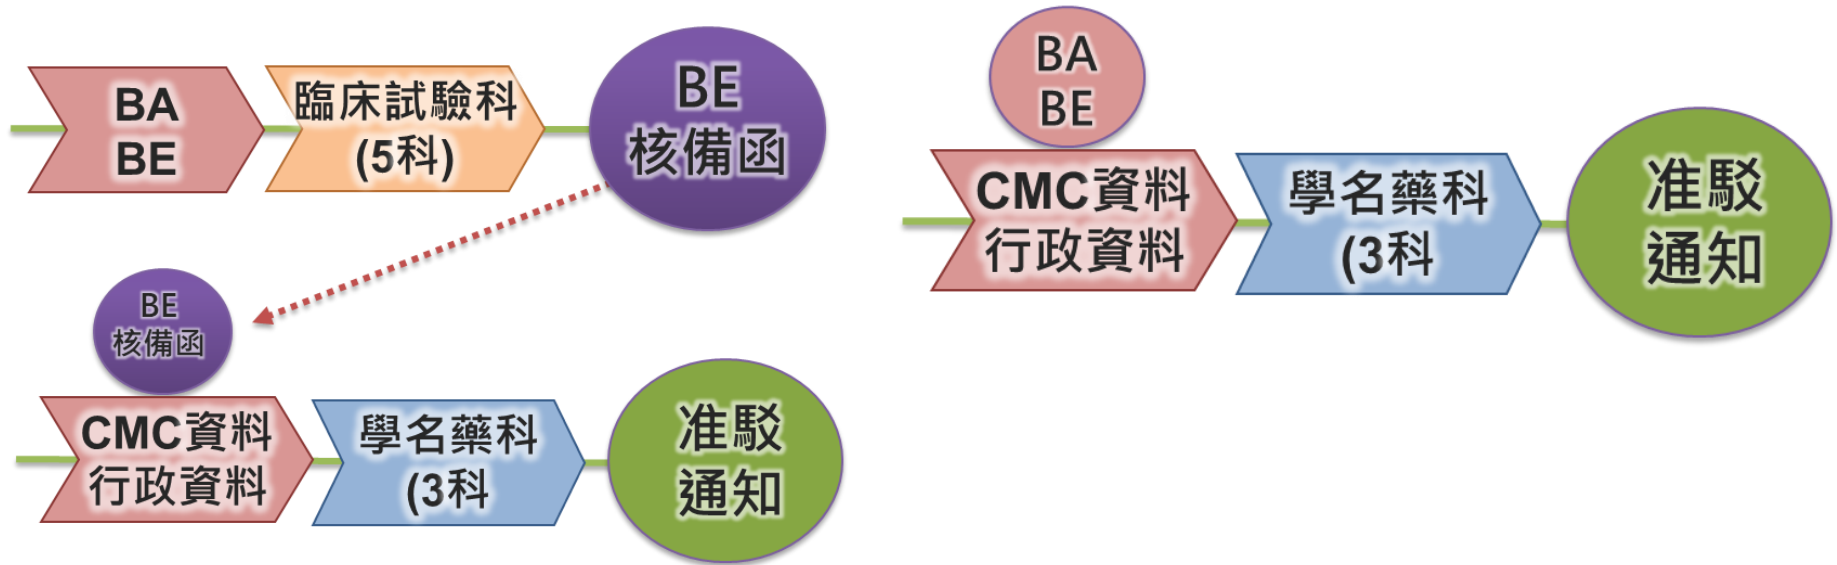 BA
BE
臨床試驗科
(5科)
BE
核備函
BE
核備函
CMC資料
行政資料
學名藥科
(3科
准駁
通知
BA
BE
CMC資料
行政資料
學名藥科
(3科
准駁
通知